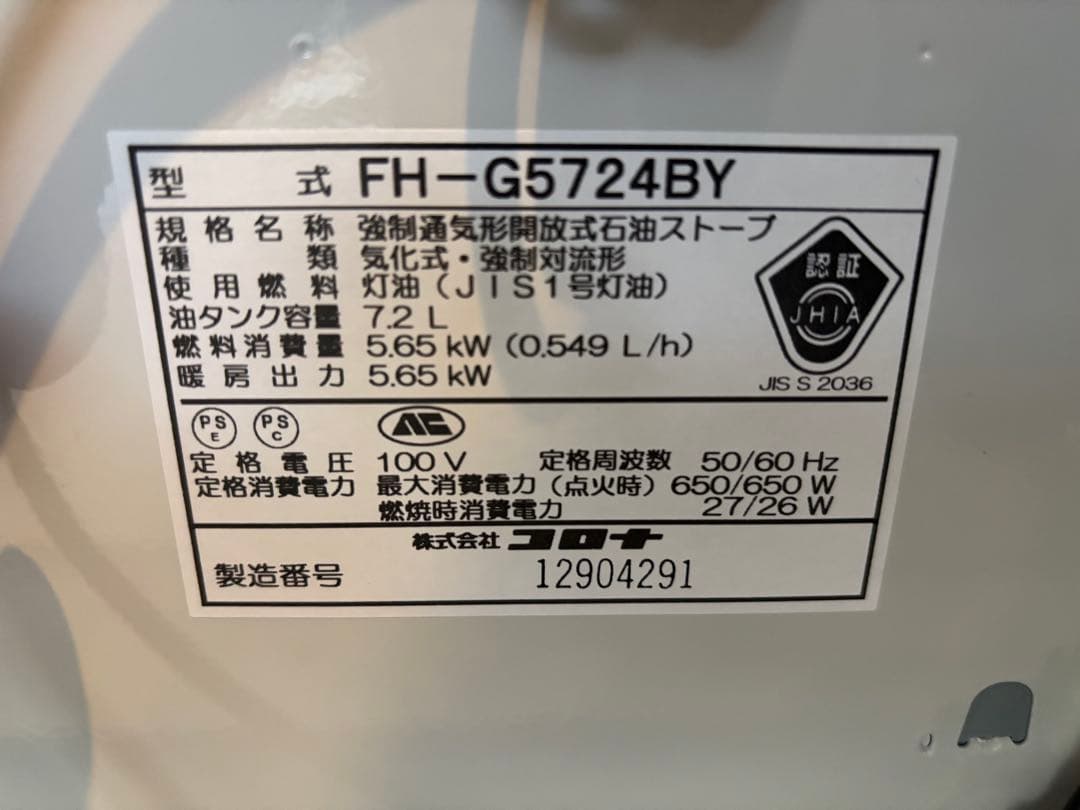 型式 FH-G5724BY
規格名称 強制通気形開放式石油ストーブ
種類 気化式・強制対流形
使用燃料 灯油(JIS1号灯油)
油タンク容量 7.2 L
燃料消費量 5.65 kW (0.549 L/h)
暖房出力 5.65 kW
認証
JHIA
JIS S 2036
PS E PS C AC
定格電圧 100 V 定格周波数 50/60 Hz
定格消費電力 最大消費電力(点火時)650/650 W
燃焼時消費電力 27/26 W
株式会社 コロナ
製造番号 12904291